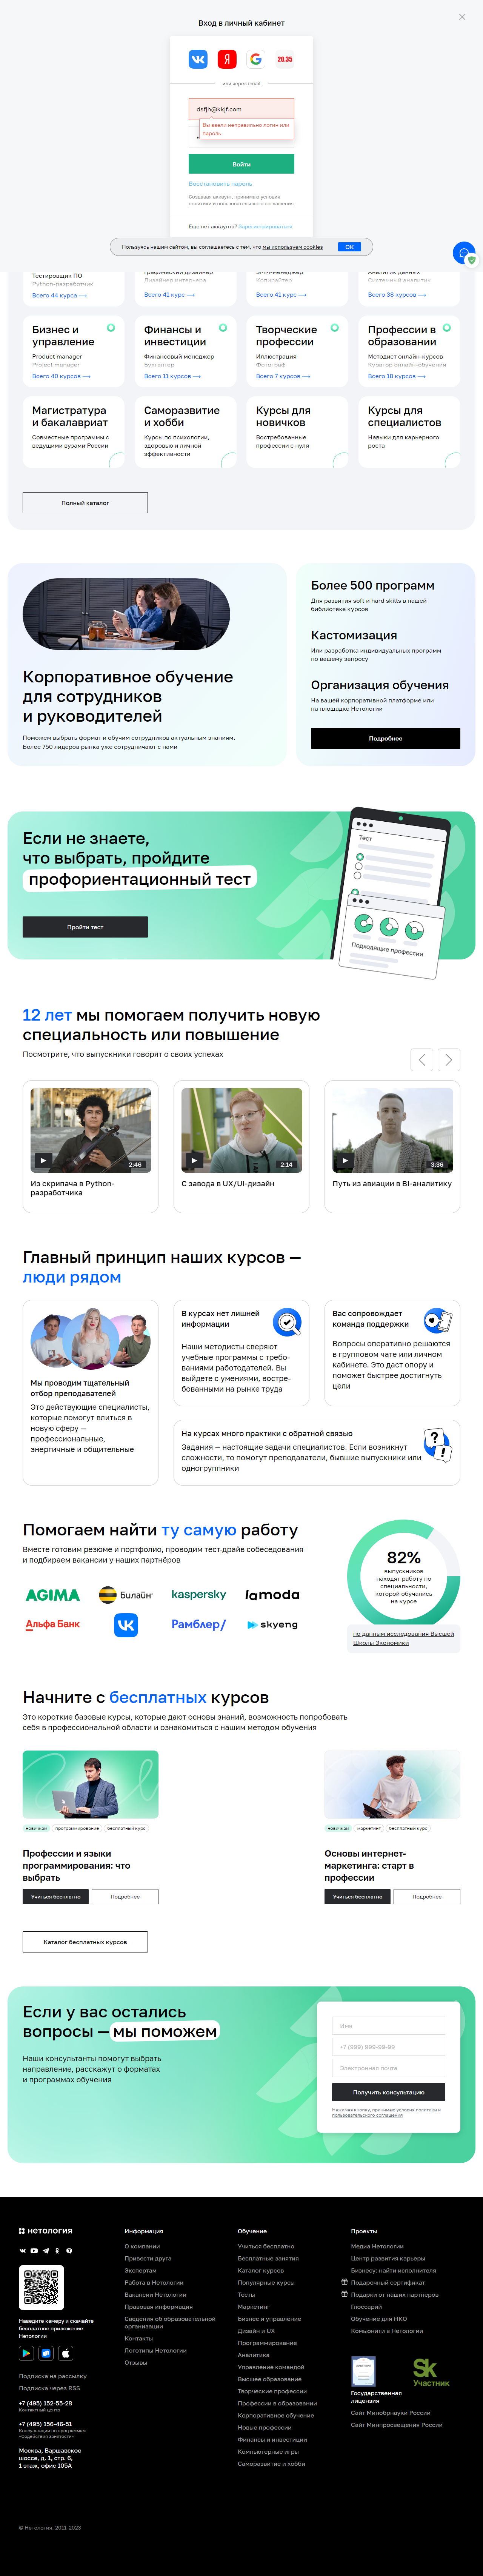 Вход в личный кабинет
20.35
или через email
dsfjh@kkjf.com
Вы ввели неправильно логин или
пароль
Войти
Восстановить пароль
Создавая аккаунт, принимаю условия
политики и пользовательского соглашения
Ещё нет аккаунта? Зарегистрироваться
Пользуясь нашим сайтом, вы соглашаетесь с тем, что мы используем cookies
OK
Тестировщик ПО
Python-разработчик
Всего 44 курса
Графический дизайнер
Дизайнер интерьера
Всего 41 курс
SMM-менеджер
Копирайтер
Всего 41 курс
Аналитик данных
Системный аналитик
Всего 38 курсов
Бизнес и
управление
Product manager
Project manager
Всего 40 курсов
Финансы и
инвестиции
Финансовый менеджер
Бухгалтер
Всего 11 курсов
Творческие
профессии
Иллюстрация
Фотограф
Всего 7 курсов
Профессии в
образовании
Методист онлайн-курсов
Куратор онлайн-обучения
Всего 18 курсов
Магистратура
и бакалавриат
Совместные программы с
ведущими вузами России
Саморазвитие
и хобби
Курсы по психологии,
здоровью и личной
эффективности
Курсы для
новичков
Востребованные
профессии с нуля
Курсы для
специалистов
Навыки для карьерного
роста
Полный каталог
Корпоративное обучение
для сотрудников
и руководителей
Поможем выбрать формат и обучим сотрудников актуальным знаниям.
Более 750 лидеров рынка уже сотрудничают с нами
Более 500 программ
Для развития soft и hard skills в нашей
библиотеке курсов
Кастомизация
Или разработка индивидуальных программ
по вашему запросу
Организация обучения
На вашей корпоративной платформе или
на площадке Нетологии
Подробнее
Если не знаете,
что выбрать, пройдите
профориентационный тест
Пройти тест
Тест
Подходящие профессии
12 лет мы помогаем получить новую
специальность или повышение
Посмотрите, что выпускники говорят о своих успехах
2:46
Из скрипача в Python-
разработчика
2:14
С завода в UX/UI-дизайн
3:36
Путь из авиации в BI-аналитику
Главный принцип наших курсов —
люди рядом
Мы проводим тщательный
отбор преподавателей
Это действующие специалисты,
которые помогут влиться в
новую сферу —
профессиональные,
энергичные и общительные
В курсах нет лишней
информации
Наши методисты сверяют
учебные программы с требо-
ваниями работодателей. Вы
выйдете с умениями, востре-
бованными на рынке труда
Вас сопровождает
команда поддержки
Вопросы оперативно решаются
в групповом чате или личном
кабинете. Это даст опору и
поможет быстрее достигнуть
цели
На курсах много практики с обратной связью
Задания — настоящие задачи специалистов. Если возникнут
сложности, то помогут преподаватели, бывшие выпускники или
одногруппники
Помогаем найти ту самую работу
Вместе готовим резюме и портфолио, проводим тест-драйв собеседования
и подбираем вакансии у наших партнёров
AGIMA
Билайн
kaspersky
lamoda
Альфа Банк
Рамблер/
skyeng
82%
выпускников
находят работу по
специальности,
которой обучались
на курсе
по данным исследования Высшей
Школы Экономики
Начните с бесплатных курсов
Это короткие базовые курсы, которые дают основы знаний, возможность попробовать
себя в профессиональной области и ознакомиться с нашим методом обучения
новичкам
программирование
бесплатный курс
Профессии и языки
программирования: что
выбрать
Учиться бесплатно
Подробнее
новичкам
маркетинг
бесплатный курс
Основы интернет-
маркетинга: старт в
профессии
Учиться бесплатно
Подробнее
Каталог бесплатных курсов
Если у вас остались
вопросы — мы поможем
Наши консультанты помогут выбрать
направление, расскажут о форматах
и программах обучения
Имя
+7 (999) 999-99-99
Электронная почта
Получить консультацию
Нажимая кнопку, принимаю условия политики и
пользовательского соглашения
нетология
Наведите камеру и скачайте
бесплатное приложение
Нетологии
Подписка на рассылку
Подписка через RSS
+7 (495) 152-55-28
Контактный центр
+7 (495) 156-46-51
Консультации по программам
«Содействия занятости»
Москва, Варшавское
шоссе, д. 1, стр. 6,
1 этаж, офис 105А
Информация
О компании
Привести друга
Экспертам
Работа в Нетологии
Вакансии Нетологии
Правовая информация
Сведения об образовательной
организации
Контакты
Логотипы Нетологии
Отзывы
Обучение
Учиться бесплатно
Бесплатные занятия
Каталог курсов
Популярные курсы
Тесты
Маркетинг
Бизнес и управление
Дизайн и UX
Программирование
Аналитика
Управление командой
Высшее образование
Творческие профессии
Профессии в образовании
Корпоративное обучение
Новые профессии
Финансы и инвестиции
Компьютерные игры
Саморазвитие и хобби
Проекты
Медиа Нетологии
Центр развития карьеры
Бизнесу: найти исполнителя
Подарочный сертификат
Подарки от наших партнеров
Глоссарий
Обучение для НКО
Комьюнити в Нетологии
Государственная
лицензия
Sk
Участник
Сайт Минобрнауки России
Сайт Минпросвещения России
© Нетология, 2011-2023